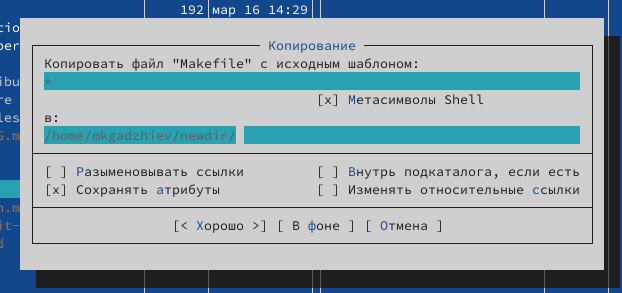 192 мар 16 14:29
Копирование
Копировать файл "Makefile" с исходным шаблоном:
*
[x] Метасимволы Shell
в:
/home/mkgadzhiev/newdir/
[ ] Разыменовывать ссылки [ ] Внутрь подкаталога, если есть
[x] Сохранять атрибуты [ ] Изменять относительные ссылки
[< Хорошо >] [ В фоне ] [ Отмена ]